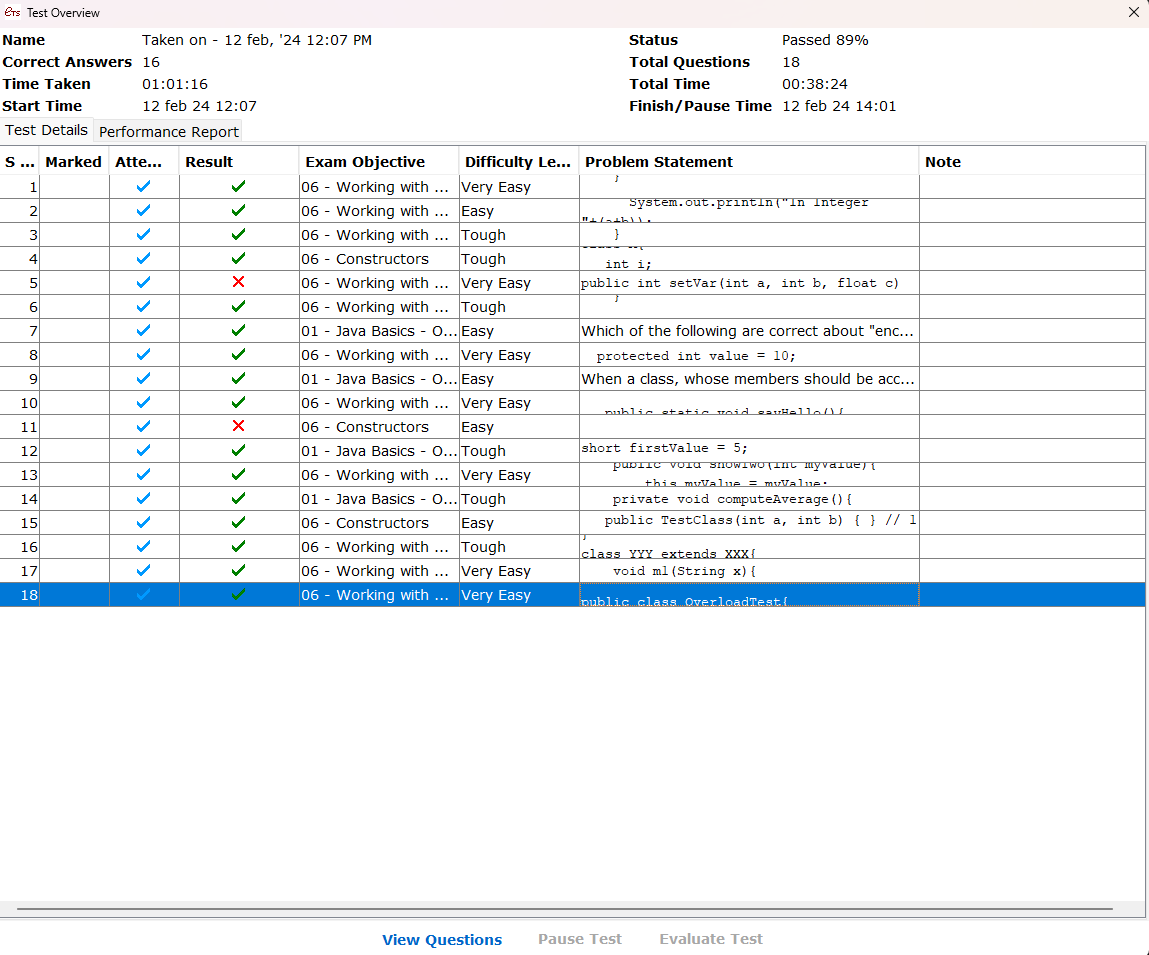 eTs Test Overview
Name Taken on - 12 feb, '24 12:07 PM Status Passed 89%
Correct Answers 16 Total Questions 18
Time Taken 01:01:16 Total Time 00:38:24
Start Time 12 feb 24 12:07 Finish/Pause Time 12 feb 24 14:01
Test Details Performance Report
S ... Marked Atte... Result Exam Objective Difficulty Le... Problem Statement Note
1 06 - Working with ... Very Easy }
2 06 - Working with ... Easy System.out.println("In Integer
"+(a+b));
3 06 - Working with ... Tough }
4 06 - Constructors Tough
int i;
5 06 - Working with ... Very Easy public int setVar(int a, int b, float c)
6 06 - Working with ... Tough }
7 01 - Java Basics - O... Easy Which of the following are correct about "enc...
8 06 - Working with ... Very Easy protected int value = 10;
9 01 - Java Basics - O... Easy When a class, whose members should be acc...
10 06 - Working with ... Very Easy public static void sayHello(){
11 06 - Constructors Easy
12 01 - Java Basics - O... Tough short firstValue = 5;
13 06 - Working with ... Very Easy public void showTwo(int myValue){
this.myValue = myValue;
14 01 - Java Basics - O... Tough private void computeAverage(){
15 06 - Constructors Easy public TestClass(int a, int b) { } // 1
16 06 - Working with ... Tough }
class YYY extends XXX{
17 06 - Working with ... Very Easy void m1(String x){
18 06 - Working with ... Very Easy public class OverloadTest{
View Questions Pause Test Evaluate Test